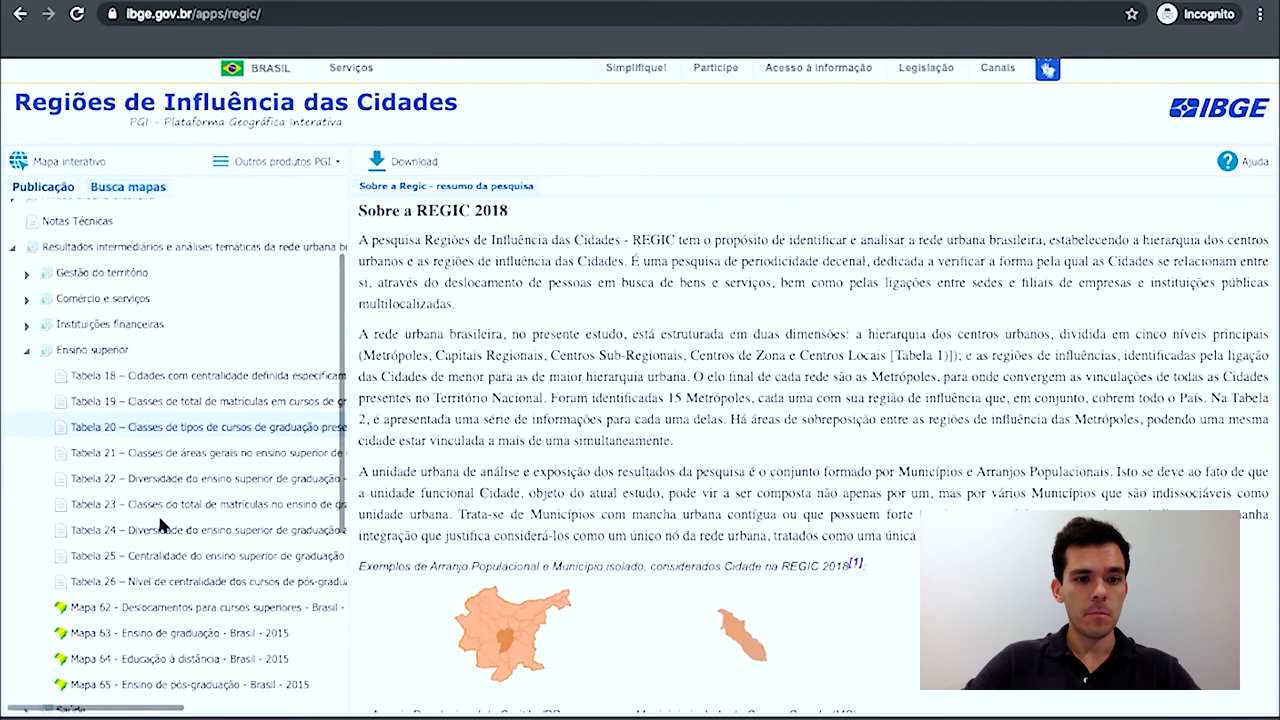 ibge.gov.br/apps/regic/
Incognito
BRASIL
Serviços
Simplifique!
Participe
Acesso à informação
Legislação
Canais
Regiões de Influência das Cidades
PGI - Plataforma Geográfica Interativa
IBGE
Mapa interativo
Outros produtos PGI
Download
Ajuda
Publicação
Busca mapas
Notas Técnicas
Resultados intermediários e análises temáticas da rede urbana b
Gestão do território
Comércio e serviços
Instituições financeiras
Ensino superior
Tabela 18 – Cidades com centralidade definida especificam
Tabela 19 – Classes de total de matrículas em cursos de gr
Tabela 20 – Classes de tipos de cursos de graduação prese
Tabela 21 – Classes de áreas gerais no ensino superior de
Tabela 22 – Diversidade do ensino superior de graduação
Tabela 23 – Classes do total de matrículas no ensino de gr
Tabela 24 – Diversidade do ensino superior de graduação
Tabela 25 – Centralidade do ensino superior de graduação
Tabela 26 – Nível de centralidade dos cursos de pós-gradu
Mapa 62 - Deslocamentos para cursos superiores - Brasil -
Mapa 63 - Ensino de graduação - Brasil - 2015
Mapa 64 - Educação à distância - Brasil - 2015
Mapa 65 - Ensino de pós-graduação - Brasil - 2015
Saúde
Sobre a Regic - resumo da pesquisa
Sobre a REGIC 2018
A pesquisa Regiões de Influência das Cidades - REGIC tem o propósito de identificar e analisar a rede urbana brasileira, estabelecendo a hierarquia dos centros
urbanos e as regiões de influência das Cidades. É uma pesquisa de periodicidade decenal, dedicada a verificar a forma pela qual as Cidades se relacionam entre
si, através do deslocamento de pessoas em busca de bens e serviços, bem como pelas ligações entre sedes e filiais de empresas e instituições públicas
multilocalizadas.
A rede urbana brasileira, no presente estudo, está estruturada em duas dimensões: a hierarquia dos centros urbanos, dividida em cinco níveis principais
(Metrópoles, Capitais Regionais, Centros Sub-Regionais, Centros de Zona e Centros Locais [Tabela 1)]); e as regiões de influências, identificadas pela ligação
das Cidades de menor para as de maior hierarquia urbana. O elo final de cada rede são as Metrópoles, para onde convergem as vinculações de todas as Cidades
presentes no Território Nacional. Foram identificadas 15 Metrópoles, cada uma com sua região de influência que, em conjunto, cobrem todo o País. Na Tabela
2, é apresentada uma série de informações para cada uma delas. Há áreas de sobreposição entre as regiões de influência das Metrópoles, podendo uma mesma
cidade estar vinculada a mais de uma simultaneamente.
A unidade urbana de análise e exposição dos resultados da pesquisa é o conjunto formado por Municípios e Arranjos Populacionais. Isto se deve ao fato de que
a unidade funcional Cidade, objeto do atual estudo, pode vir a ser composta não apenas por um, mas por vários Municípios que são indissociáveis como
unidade urbana. Trata-se de Municípios com mancha urbana contígua ou que possuem forte
integração que justifica considerá-los como um único nó da rede urbana, tratados como uma única
Exemplos de Arranjo Populacional e Município isolado, considerados Cidade na REGIC 2018[1]: